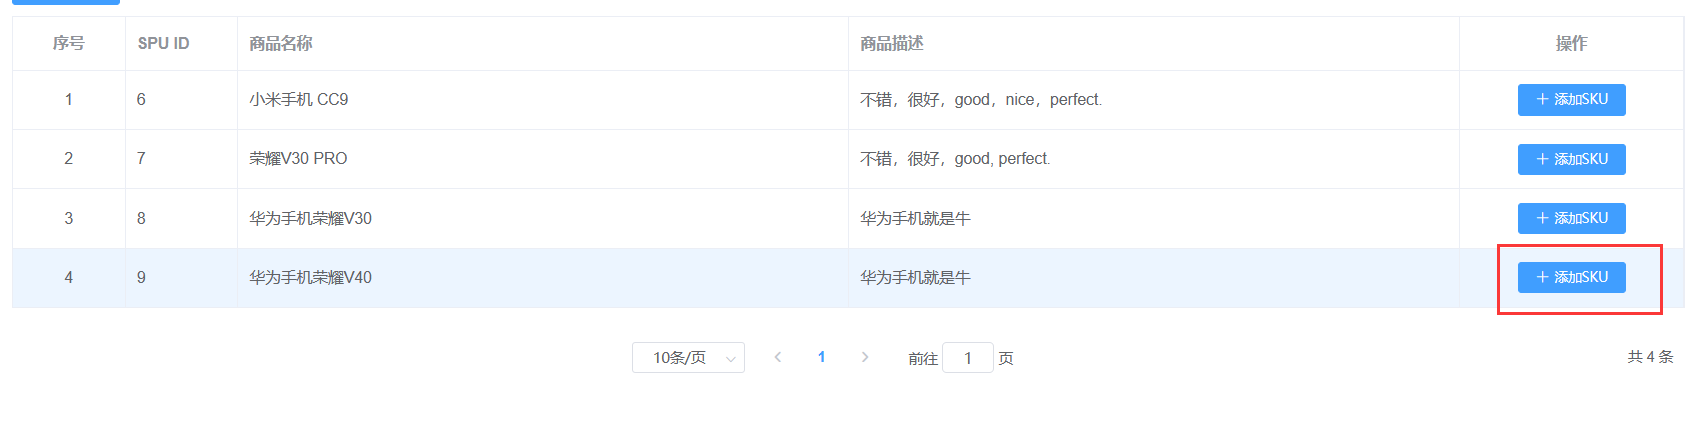 序号 SPU ID 商品名称 商品描述 操作
1 6 小米手机 CC9 不错，很好，good，nice，perfect. 添加SKU
2 7 荣耀V30 PRO 不错，很好，good, perfect. 添加SKU
3 8 华为手机荣耀V30 华为手机就是牛 添加SKU
4 9 华为手机荣耀V40 华为手机就是牛 添加SKU
10条/页 1 前往 1 页 共 4 条